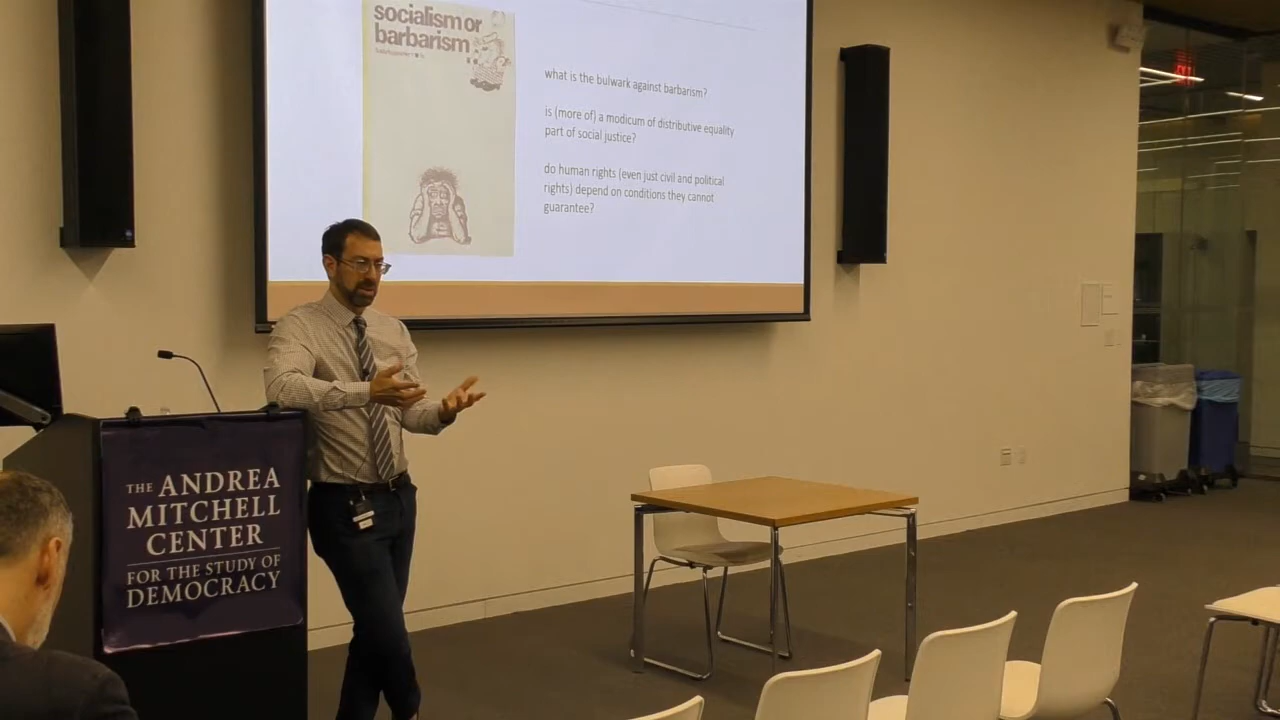 socialism or
barbarism
what is the bulwark against barbarism?
is (more of) a modicum of distributive equality
part of social justice?
do human rights (even just civil and political
rights) depend on conditions they cannot
guarantee?
THE ANDREA
MITCHELL
CENTER
FOR THE STUDY OF
DEMOCRACY